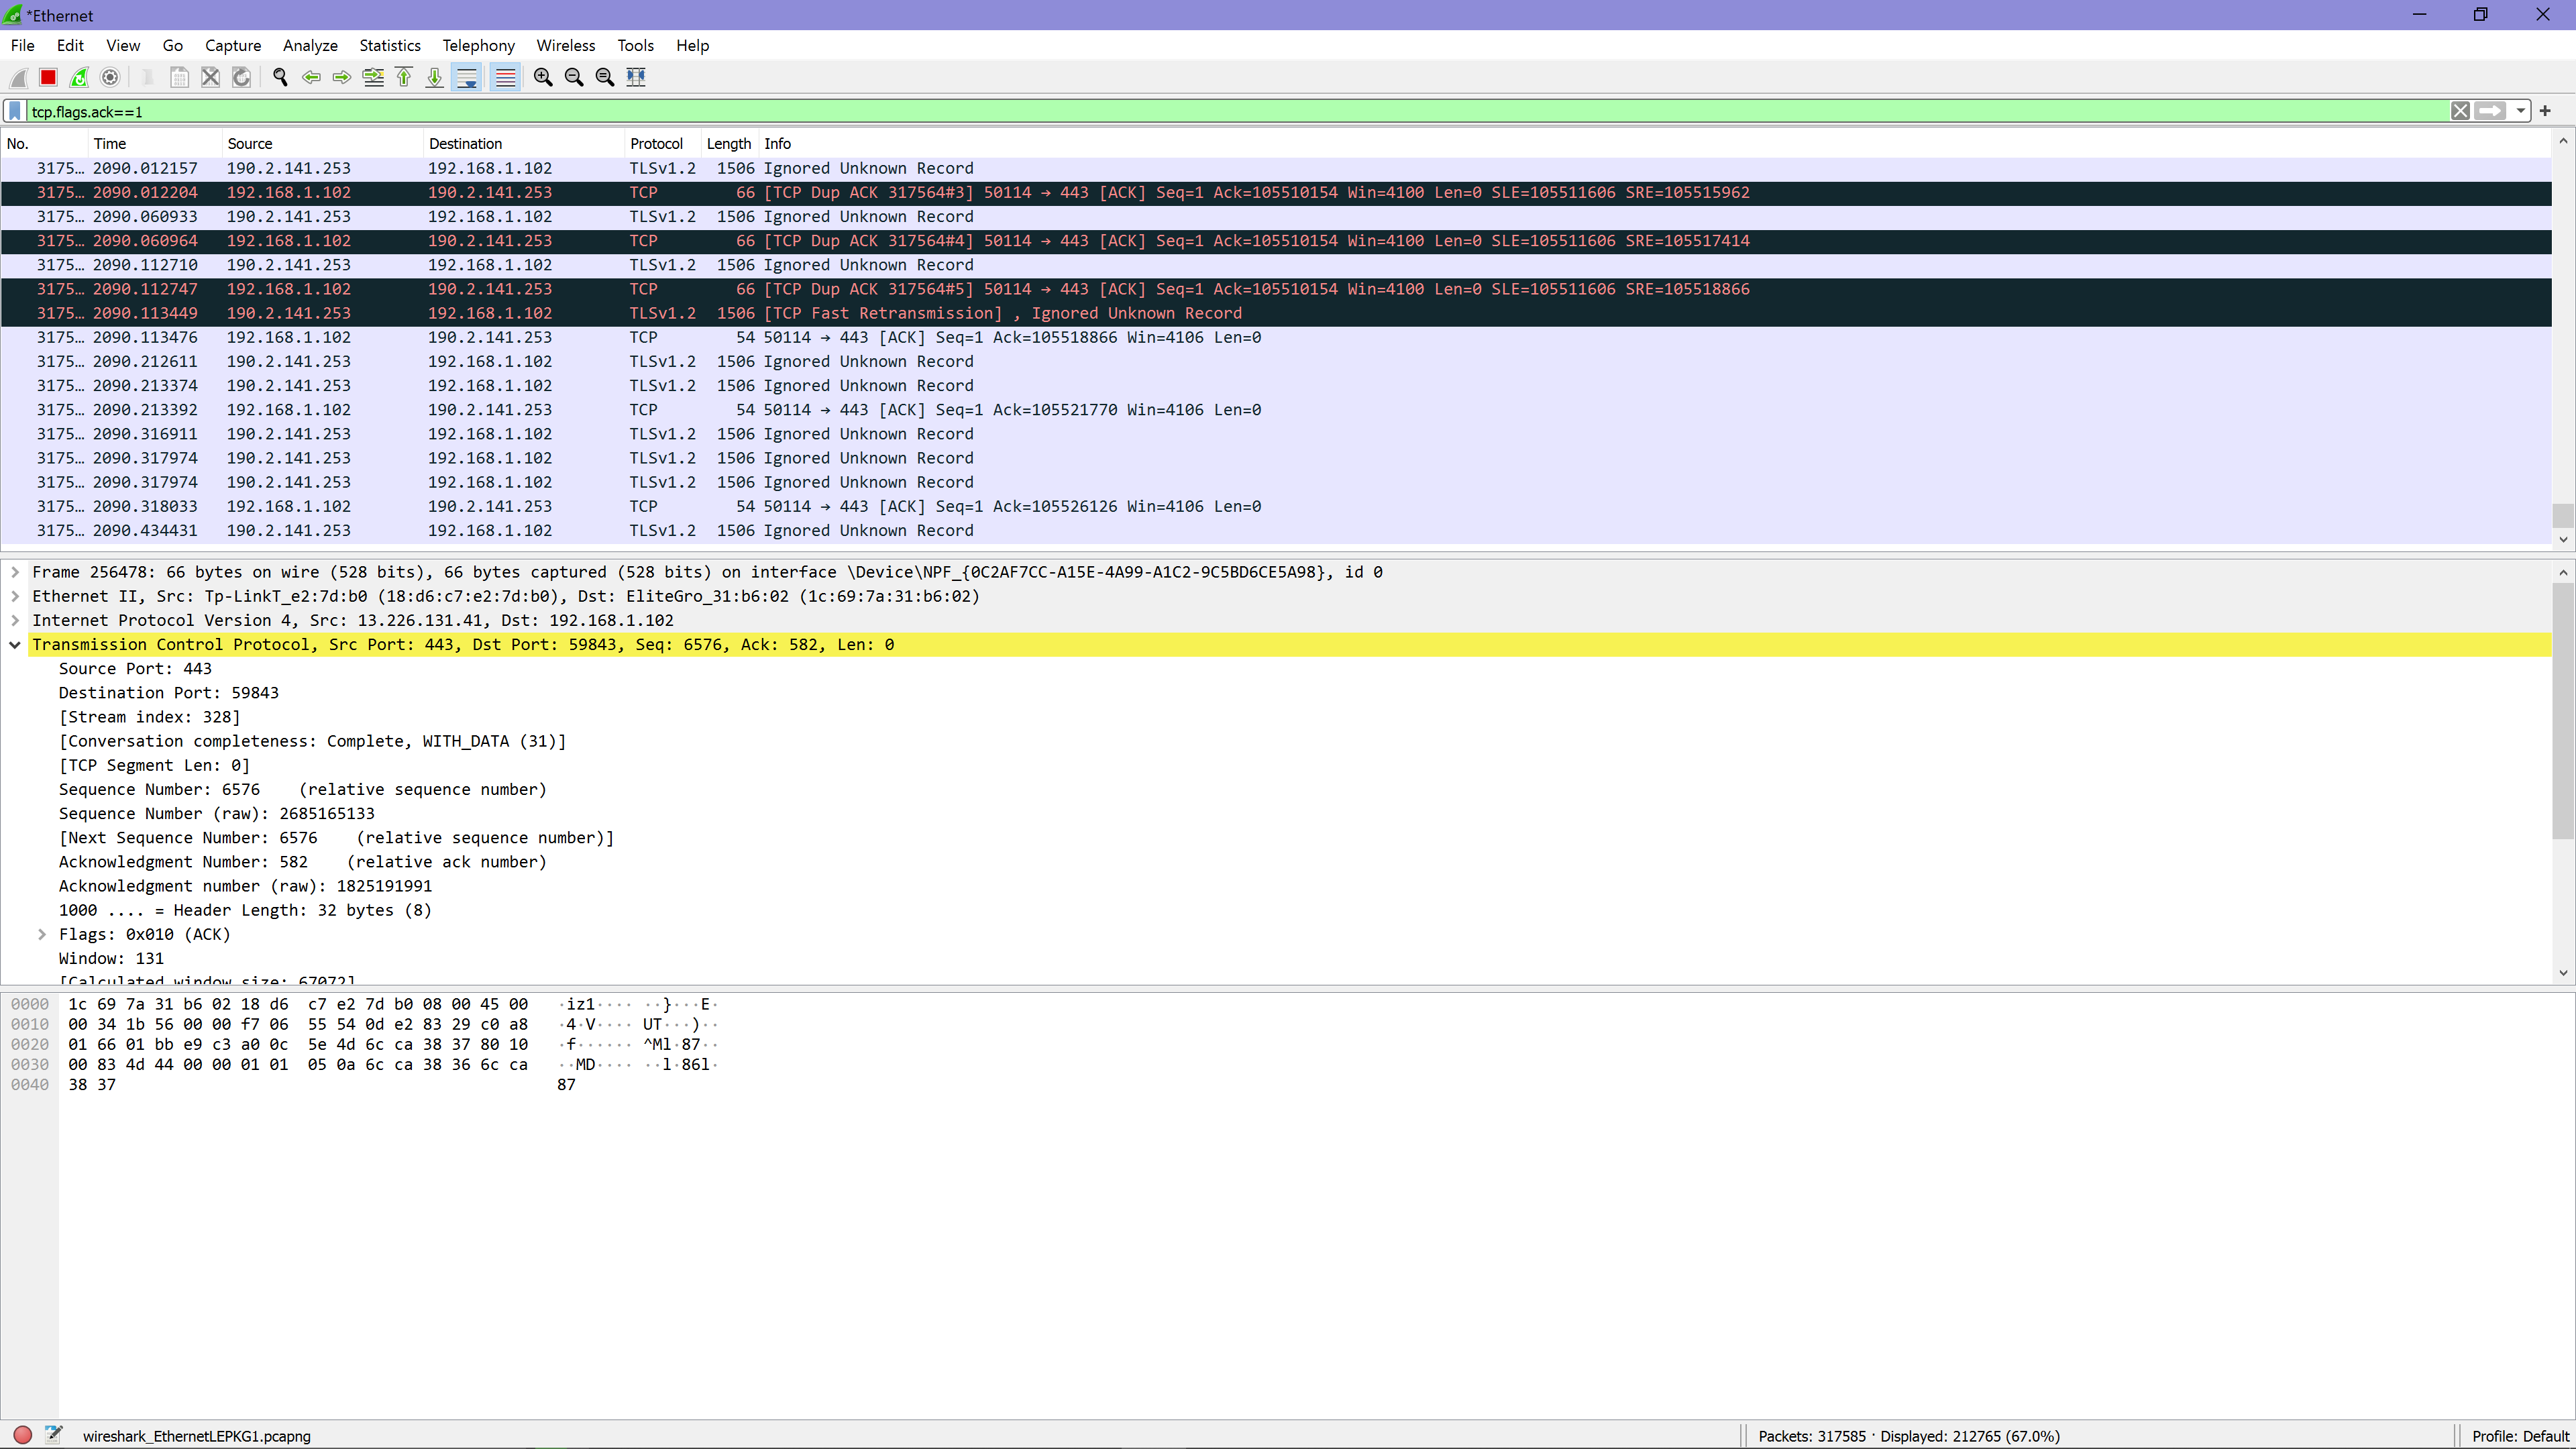 *Ethernet
File Edit View Go Capture Analyze Statistics Telephony Wireless Tools Help
tcp.flags.ack==1
No. Time Source Destination Protocol Length Info
3175… 2090.012157 190.2.141.253 192.168.1.102 TLSv1.2 1506 Ignored Unknown Record
3175… 2090.012204 192.168.1.102 190.2.141.253 TCP 66 [TCP Dup ACK 317564#3] 50114 → 443 [ACK] Seq=1 Ack=105510154 Win=4100 Len=0 SLE=105511606 SRE=105515962
3175… 2090.060933 190.2.141.253 192.168.1.102 TLSv1.2 1506 Ignored Unknown Record
3175… 2090.060964 192.168.1.102 190.2.141.253 TCP 66 [TCP Dup ACK 317564#4] 50114 → 443 [ACK] Seq=1 Ack=105510154 Win=4100 Len=0 SLE=105511606 SRE=105517414
3175… 2090.112710 190.2.141.253 192.168.1.102 TLSv1.2 1506 Ignored Unknown Record
3175… 2090.112747 192.168.1.102 190.2.141.253 TCP 66 [TCP Dup ACK 317564#5] 50114 → 443 [ACK] Seq=1 Ack=105510154 Win=4100 Len=0 SLE=105511606 SRE=105518866
3175… 2090.113449 190.2.141.253 192.168.1.102 TLSv1.2 1506 [TCP Fast Retransmission] , Ignored Unknown Record
3175… 2090.113476 192.168.1.102 190.2.141.253 TCP 54 50114 → 443 [ACK] Seq=1 Ack=105518866 Win=4106 Len=0
3175… 2090.212611 190.2.141.253 192.168.1.102 TLSv1.2 1506 Ignored Unknown Record
3175… 2090.213374 190.2.141.253 192.168.1.102 TLSv1.2 1506 Ignored Unknown Record
3175… 2090.213392 192.168.1.102 190.2.141.253 TCP 54 50114 → 443 [ACK] Seq=1 Ack=105521770 Win=4106 Len=0
3175… 2090.316911 190.2.141.253 192.168.1.102 TLSv1.2 1506 Ignored Unknown Record
3175… 2090.317974 190.2.141.253 192.168.1.102 TLSv1.2 1506 Ignored Unknown Record
3175… 2090.317974 190.2.141.253 192.168.1.102 TLSv1.2 1506 Ignored Unknown Record
3175… 2090.318033 192.168.1.102 190.2.141.253 TCP 54 50114 → 443 [ACK] Seq=1 Ack=105526126 Win=4106 Len=0
3175… 2090.434431 190.2.141.253 192.168.1.102 TLSv1.2 1506 Ignored Unknown Record
Frame 256478: 66 bytes on wire (528 bits), 66 bytes captured (528 bits) on interface \Device\NPF_{0C2AF7CC-A15E-4A99-A1C2-9C5BD6CE5A98}, id 0
Ethernet II, Src: Tp-LinkT_e2:7d:b0 (18:d6:c7:e2:7d:b0), Dst: EliteGro_31:b6:02 (1c:69:7a:31:b6:02)
Internet Protocol Version 4, Src: 13.226.131.41, Dst: 192.168.1.102
Transmission Control Protocol, Src Port: 443, Dst Port: 59843, Seq: 6576, Ack: 582, Len: 0
Source Port: 443
Destination Port: 59843
[Stream index: 328]
[Conversation completeness: Complete, WITH_DATA (31)]
[TCP Segment Len: 0]
Sequence Number: 6576 (relative sequence number)
Sequence Number (raw): 2685165133
[Next Sequence Number: 6576 (relative sequence number)]
Acknowledgment Number: 582 (relative ack number)
Acknowledgment number (raw): 1825191991
1000 .... = Header Length: 32 bytes (8)
Flags: 0x010 (ACK)
Window: 131
[Calculated window size: 67072]
0000 1c 69 7a 31 b6 02 18 d6 c7 e2 7d b0 08 00 45 00 ·iz1···· ··}···E·
0010 00 34 1b 56 00 00 f7 06 55 54 0d e2 83 29 c0 a8 ·4·V···· UT···)··
0020 01 66 01 bb e9 c3 a0 0c 5e 4d 6c ca 38 37 80 10 ·f······ ^Ml·87··
0030 00 83 4d 44 00 00 01 01 05 0a 6c ca 38 36 6c ca ··MD···· ··l·86l·
0040 38 37 87
wireshark_EthernetLEPKG1.pcapng Packets: 317585 · Displayed: 212765 (67.0%) Profile: Default